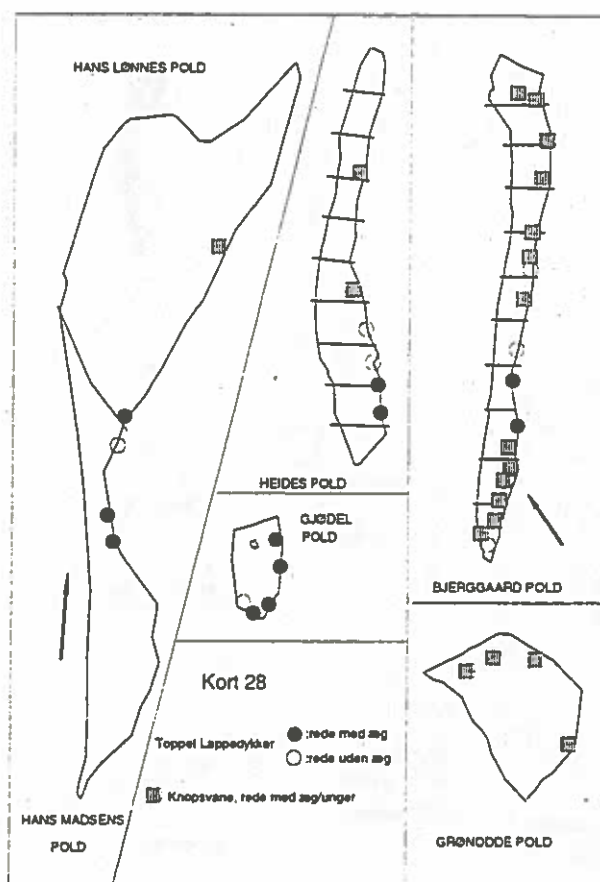 HANS LØNNES POLD
HEIDES POLD
GJØDEL
POLD
BJERGGAARD POLD
Kort 28
Toppet Lappedykker
:rede med æg
:rede uden æg
Knopsvane, rede med æg/unger
HANS MADSENS
POLD
GRØNODDE POLD